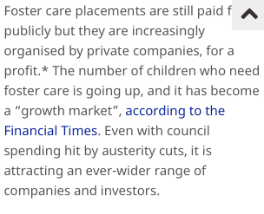 Foster care placements are still paid
publicly but they are increasingly
organised by private companies, for a
profit.* The number of children who need
foster care is going up, and it has become
a “growth market”, according to the
Financial Times. Even with council
spending hit by austerity cuts, it is
attracting an ever-wider range of
companies and investors.